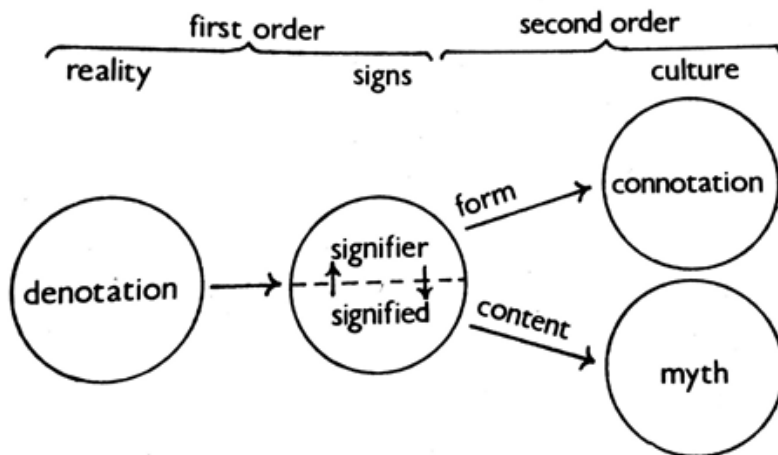 first order second order
reality signs culture
form connotation
signifier
denotation
signified
content
myth